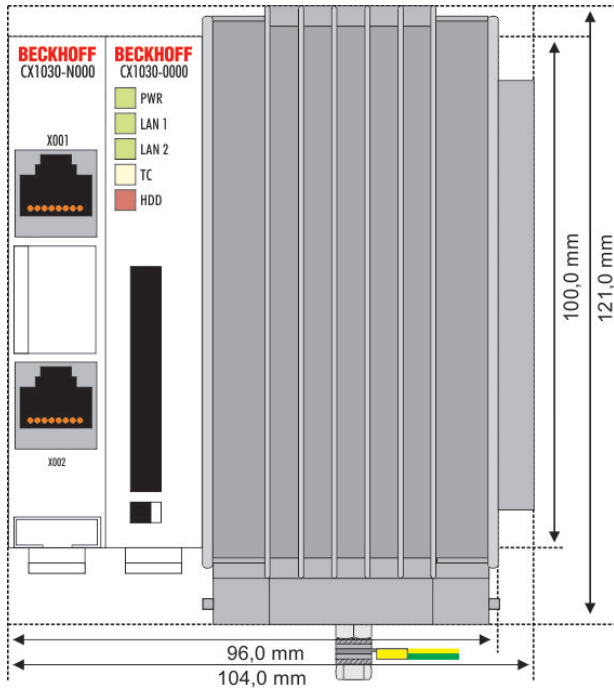 BECKHOFF
CX1030-N000
X001
X002
BECKHOFF
CX1030-0000
PWR
LAN 1
LAN 2
TC
HDD
100,0 mm
121,0 mm
96,0 mm
104,0 mm